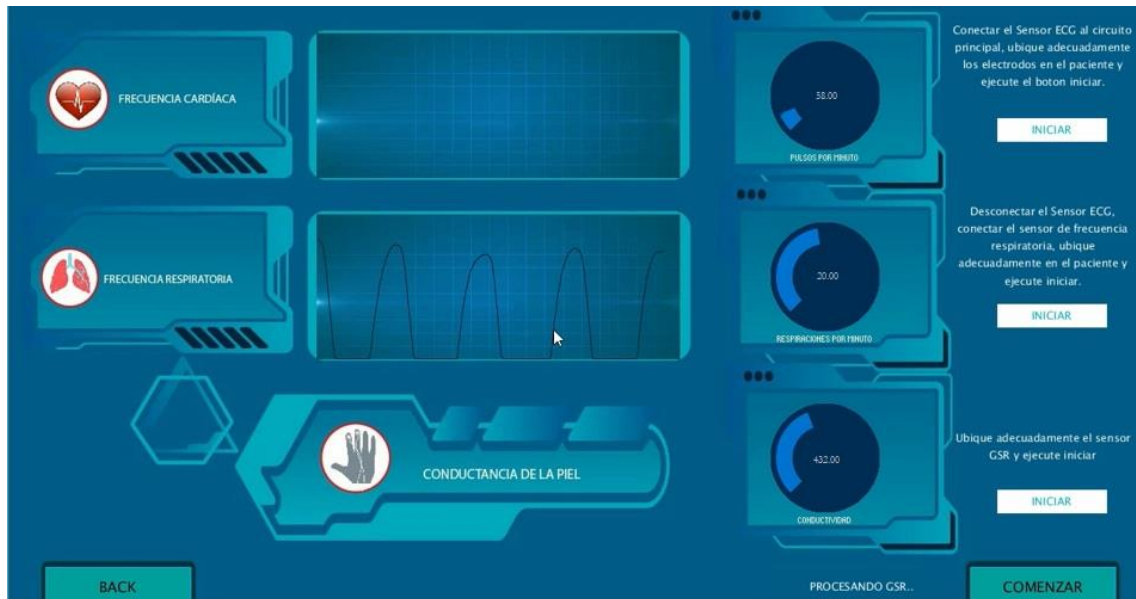 FRECUENCIA CARDÍACA
58.00
PULSOS POR MINUTO
Conectar el Sensor ECG al circuito
principal, ubique adecuadamente
los electrodos en el paciente y
ejecute el boton iniciar.
INICIAR
FRECUENCIA RESPIRATORIA
20.00
RESPIRACIONES POR MINUTO
Desconectar el Sensor ECG,
conectar el sensor de frecuencia
respiratoria, ubique
adecuadamente en el paciente y
ejecute iniciar.
INICIAR
CONDUCTANCIA DE LA PIEL
432.00
CONDUCTIVIDAD
Ubique adecuadamente el sensor
GSR y ejecute iniciar
INICIAR
BACK
PROCESANDO GSR..
COMENZAR